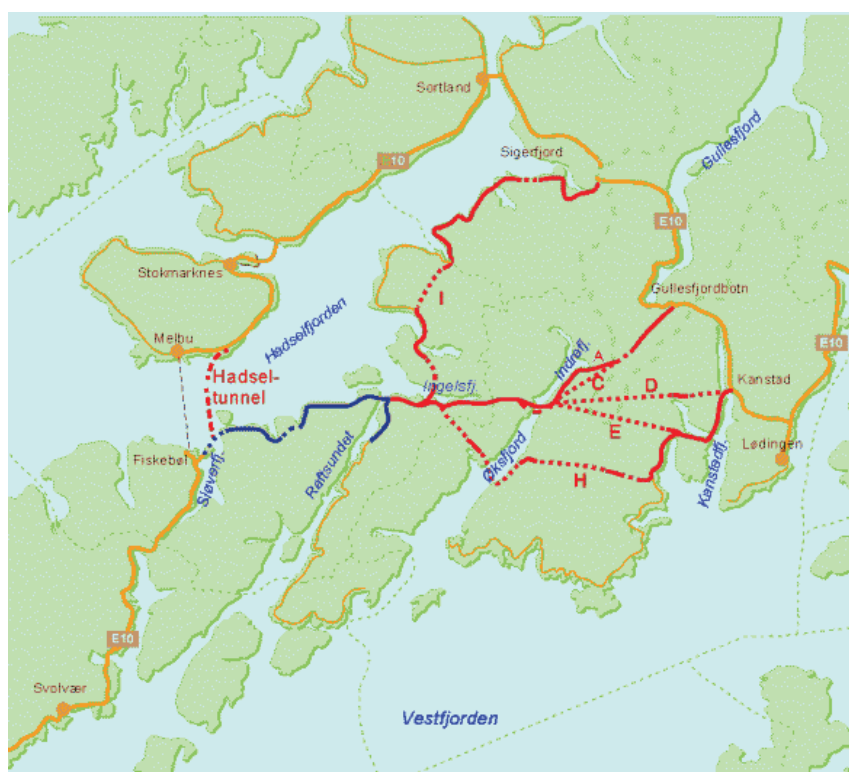 Sortland
Gullesfjord
Sigerfjord
E10
E10
Stokmarknes
Gullesfjordbotn
I
Hadselfjorden
Melbu
Indrefj.
E10
A
Hadsel-
tunnel
C
Ingelsfj.
D
Kanstad
E
Fiskebøl
Sløverfj.
Raftsundet
Øksfjord
H
Kanstadfj.
Lødingen
E10
Svolvær
Vestfjorden